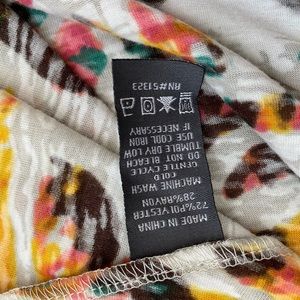 MADE IN CHINA
72%POLYESTER
28%RAYON
MACHINE WASH
COLD
GENTLE CYCLE
DO NOT BLEACH
TUMBLE DRY LOW
USE COOL IRON
IF NECESSARY
RN#51323